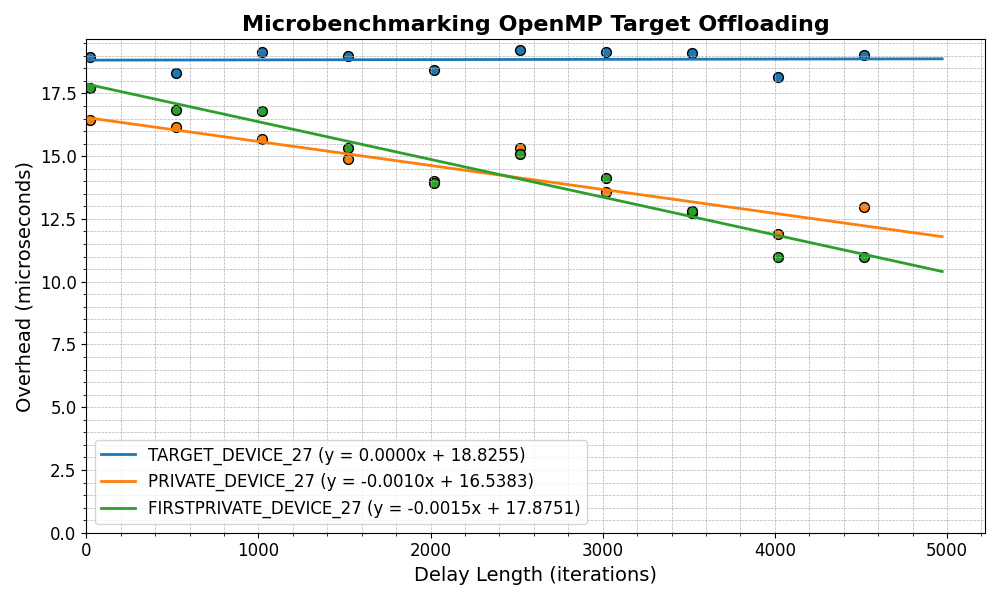 Microbenchmarking OpenMP Target Offloading
Overhead (microseconds)
17.5
15.0
12.5
10.0
7.5
5.0
2.5
0.0
TARGET_DEVICE_27 (y = 0.0000x + 18.8255)
PRIVATE_DEVICE_27 (y = -0.0010x + 16.5383)
FIRSTPRIVATE_DEVICE_27 (y = -0.0015x + 17.8751)
0 1000 2000 3000 4000 5000
Delay Length (iterations)